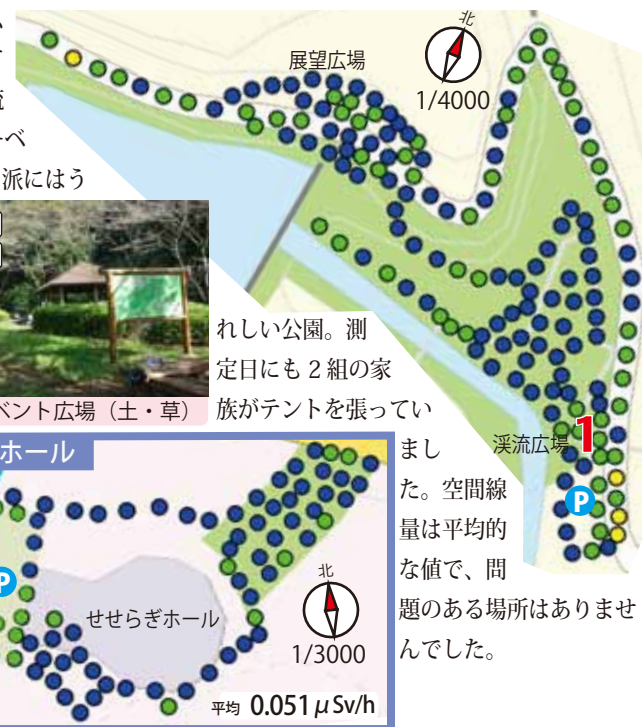 北
1/4000
展望広場
ーベ
派にはう
れしい公園。測
定日にも 2 組の家
族がテントを張ってい
まし
た。空間線
量は平均的
な値で、問
題のある場所はありませ
んでした。
ベント広場（土・草）
渓流広場
1
P
ホール
せせらぎホール
P
北
1/3000
平均 0.051 μSv/h